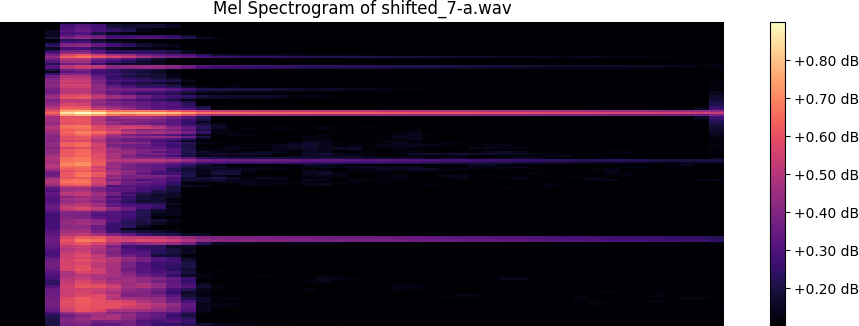 Mel Spectrogram of shifted_7-a.wav
+0.80 dB
+0.70 dB
+0.60 dB
+0.50 dB
+0.40 dB
+0.30 dB
+0.20 dB